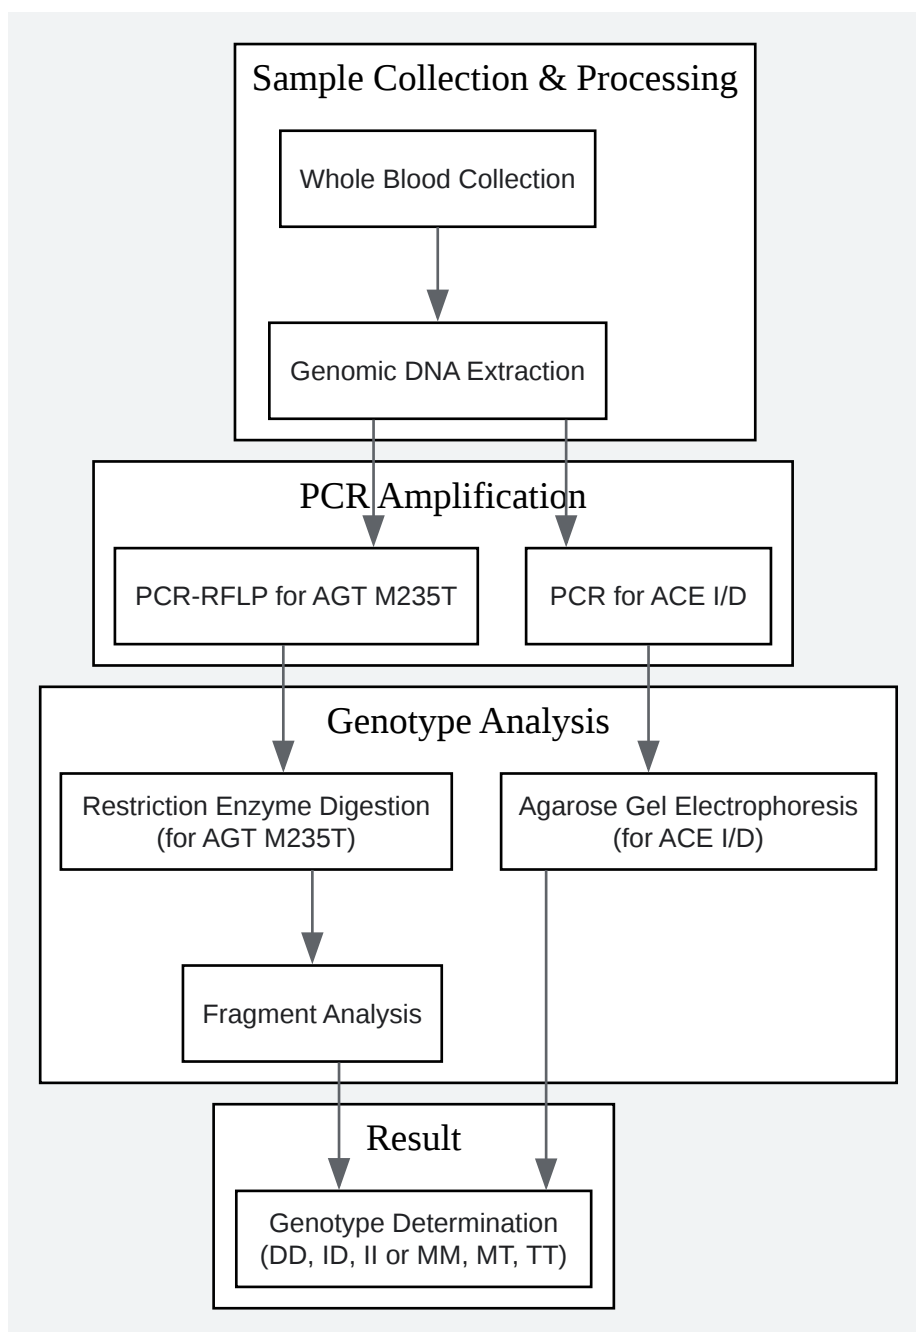 Sample Collection & Processing
Whole Blood Collection
Genomic DNA Extraction
PCR Amplification
PCR-RFLP for AGT M235T
PCR for ACE I/D
Genotype Analysis
Restriction Enzyme Digestion
(for AGT M235T)
Agarose Gel Electrophoresis
(for ACE I/D)
Fragment Analysis
Result
Genotype Determination
(DD, ID, II or MM, MT, TT)